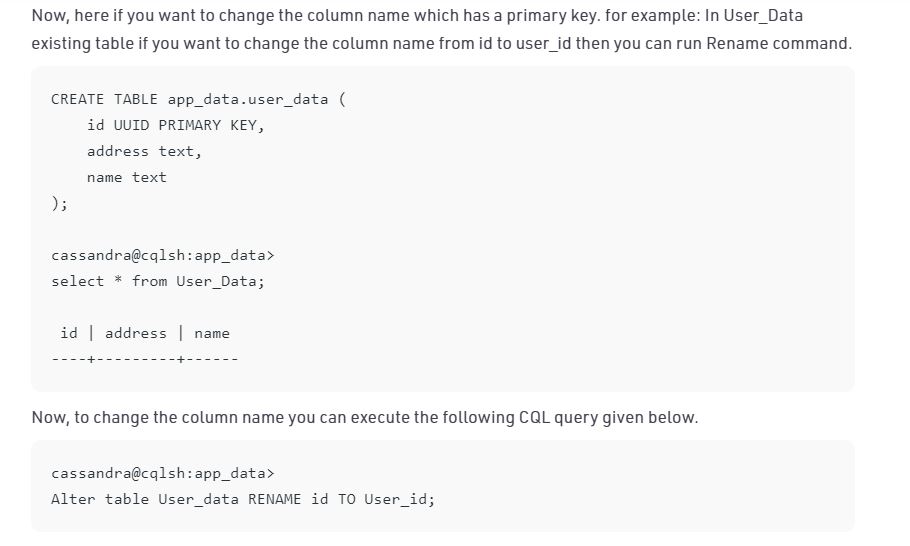 Now, here if you want to change the column name which has a primary key. for example: In User_Data
existing table if you want to change the column name from id to user_id then you can run Rename command.
CREATE TABLE app_data.user_data (
    id UUID PRIMARY KEY,
    address text,
    name text
);
cassandra@cqlsh:app_data>
select * from User_Data;
 id | address | name
----+---------+------
Now, to change the column name you can execute the following CQL query given below.
cassandra@cqlsh:app_data>
Alter table User_data RENAME id TO User_id;